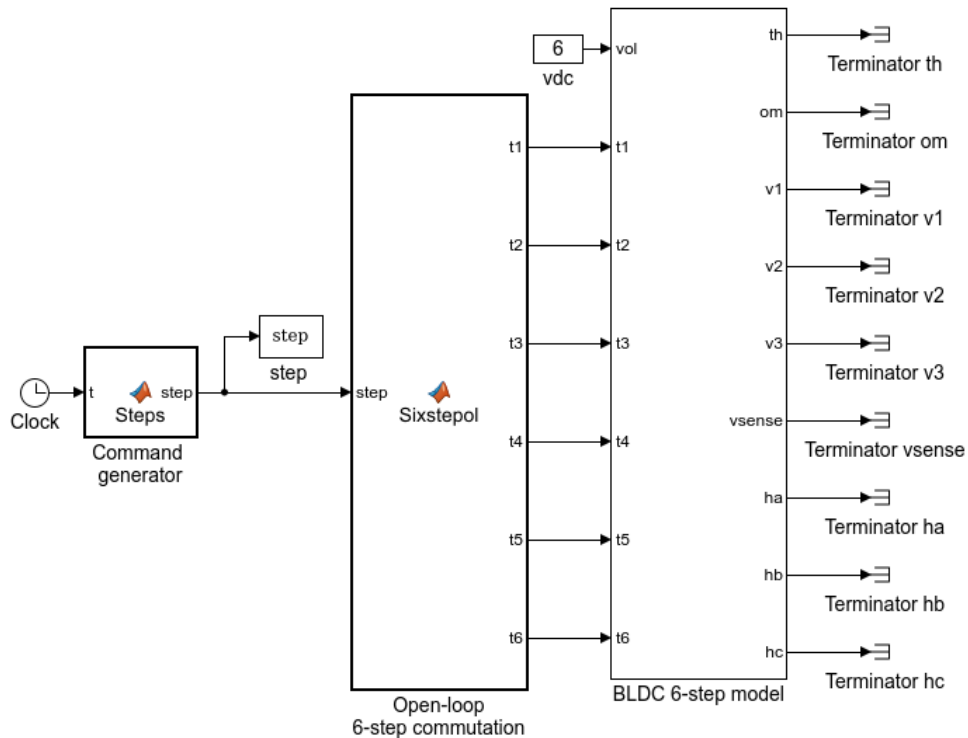 6
vdc
vol
t1
t2
t3
t4
t5
t6
th
om
v1
v2
v3
vsense
ha
hb
hc
BLDC 6-step model
Terminator th
Terminator om
Terminator v1
Terminator v2
Terminator v3
Terminator vsense
Terminator ha
Terminator hb
Terminator hc
t1
t2
t3
t4
t5
t6
step
Sixstepol
Open-loop
6-step commutation
step
step
Clock
t
Steps
step
Command
generator